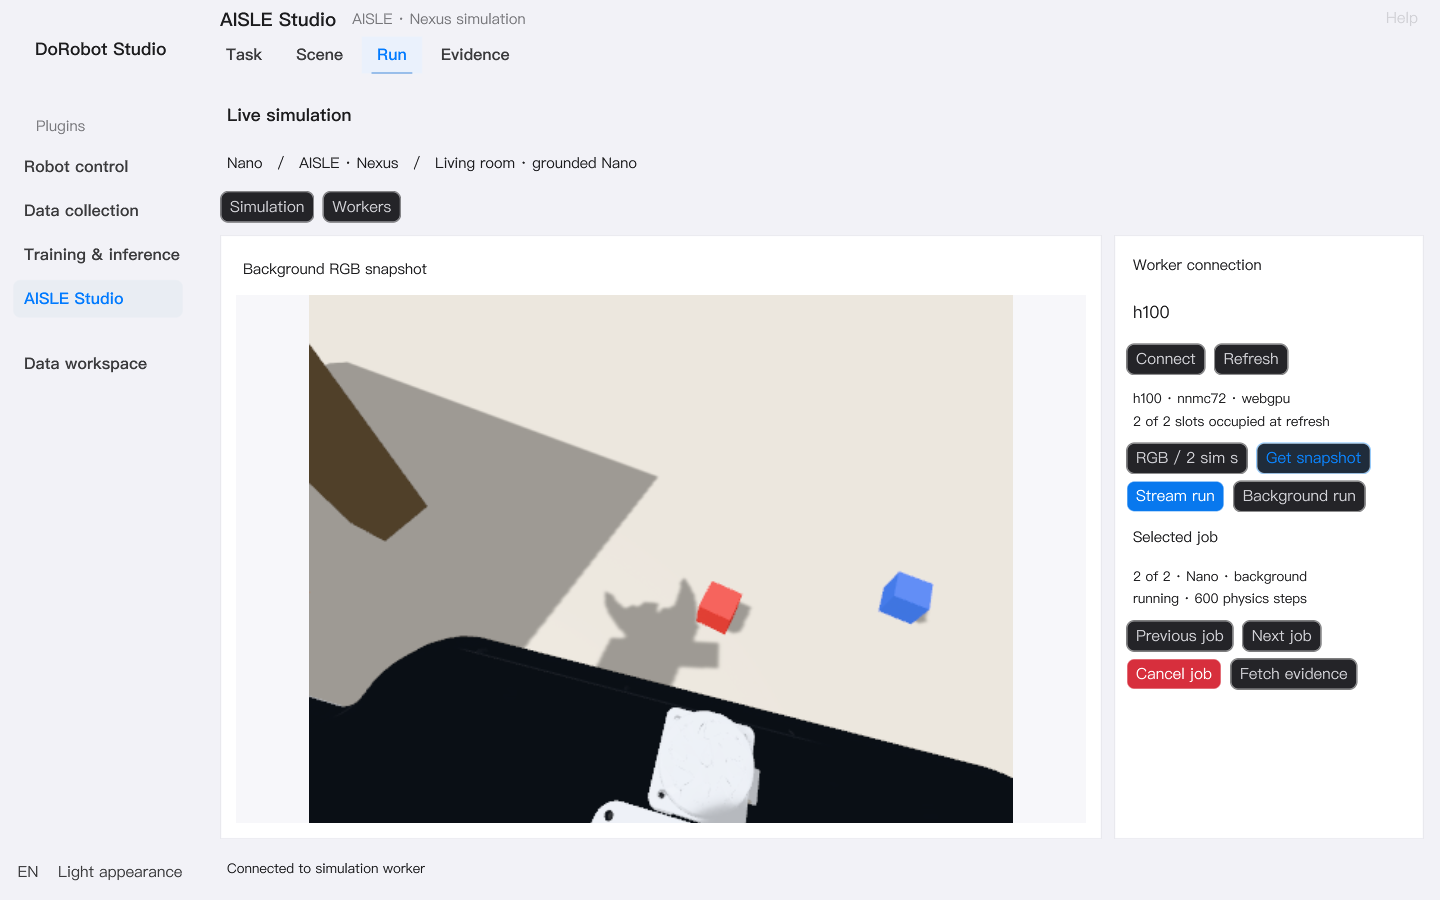 DoRobot Studio
Plugins
Robot control
Data collection
Training & inference
AISLE Studio
Data workspace
EN Light appearance
AISLE Studio AISLE · Nexus simulation
Help
Task Scene Run Evidence
Live simulation
Nano / AISLE · Nexus / Living room · grounded Nano
Simulation Workers
Background RGB snapshot
Worker connection
h100
Connect Refresh
h100 · nnmc72 · webgpu
2 of 2 slots occupied at refresh
RGB / 2 sim s Get snapshot
Stream run Background run
Selected job
2 of 2 · Nano · background
running · 600 physics steps
Previous job Next job
Cancel job Fetch evidence
Connected to simulation worker